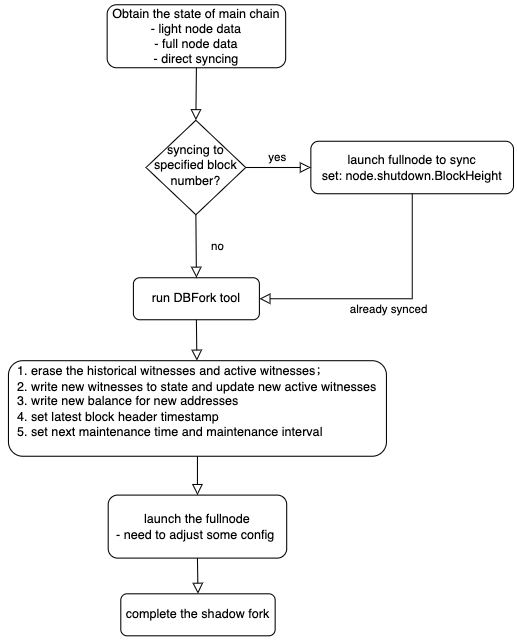 Obtain the state of main chain
- light node data
- full node data
- direct syncing
syncing to
specified block
number?
yes
launch fullnode to sync
set: node.shutdown.BlockHeight
no
run DBFork tool
already synced
1. erase the historical witnesses and active witnesses；
2. write new witnesses to state and update new active witnesses
3. write new balance for new addresses
4. set latest block header timestamp
5. set next maintenance time and maintenance interval
launch the fullnode
- need to adjust some config
complete the shadow fork